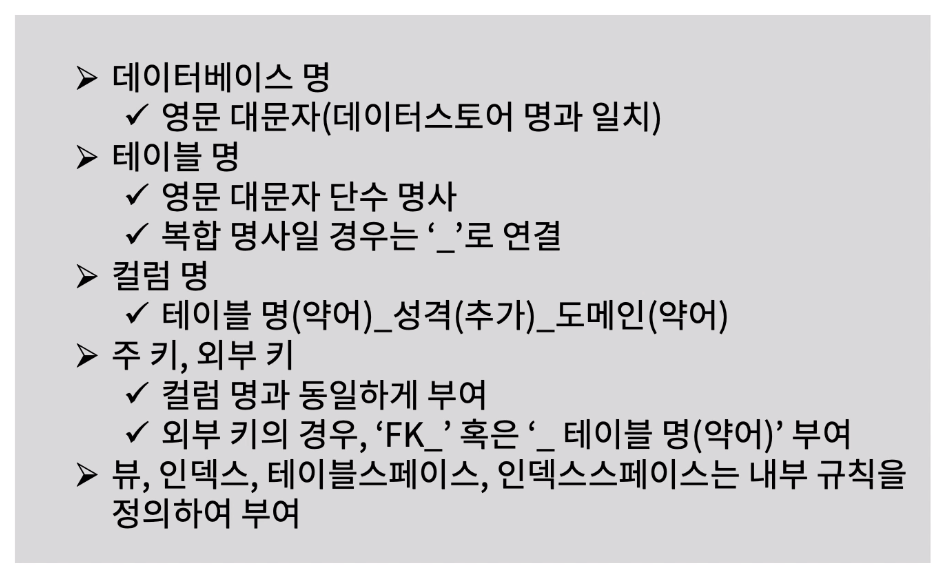 ➢ 데이터베이스 명
✓ 영문 대문자(데이터스토어 명과 일치)
➢ 테이블 명
✓ 영문 대문자 단수 명사
✓ 복합 명사일 경우는 ‘_’로 연결
➢ 컬럼 명
✓ 테이블 명(약어)_성격(추가)_도메인(약어)
➢ 주 키, 외부 키
✓ 컬럼 명과 동일하게 부여
✓ 외부 키의 경우, ‘FK_’ 혹은 ‘_ 테이블 명(약어)’ 부여
➢ 뷰, 인덱스, 테이블스페이스, 인덱스스페이스는 내부 규칙을
정의하여 부여